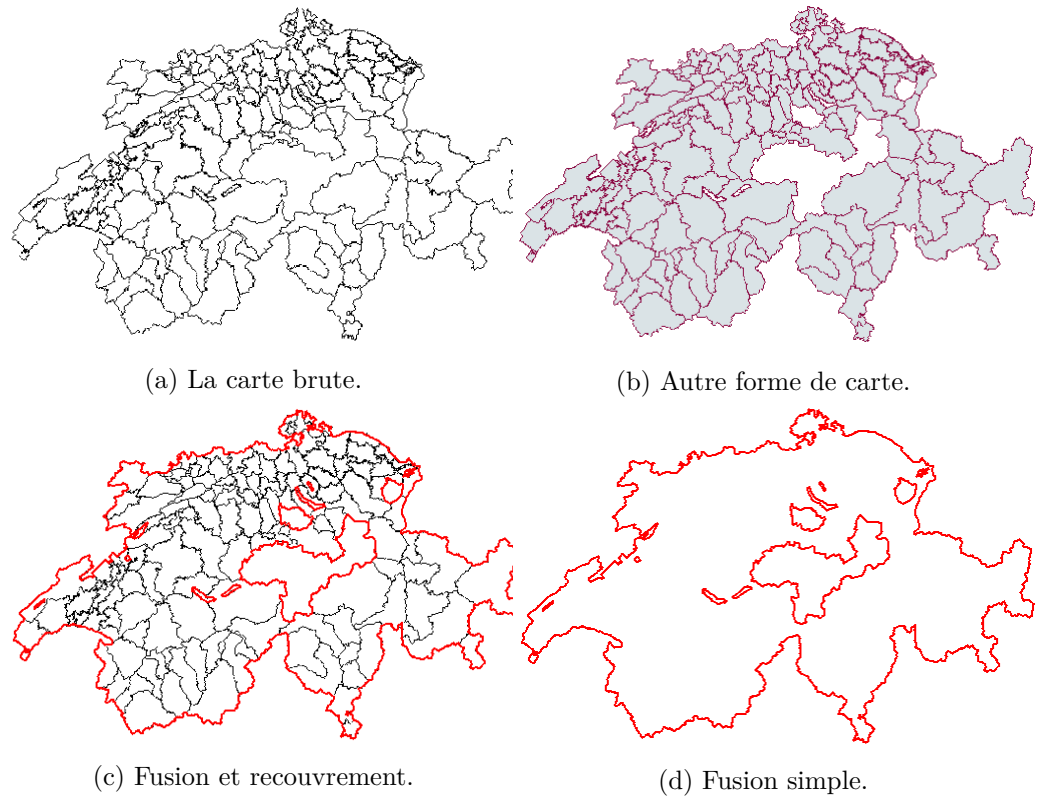 (a) La carte brute.
(b) Autre forme de carte.
(c) Fusion et recouvrement.
(d) Fusion simple.